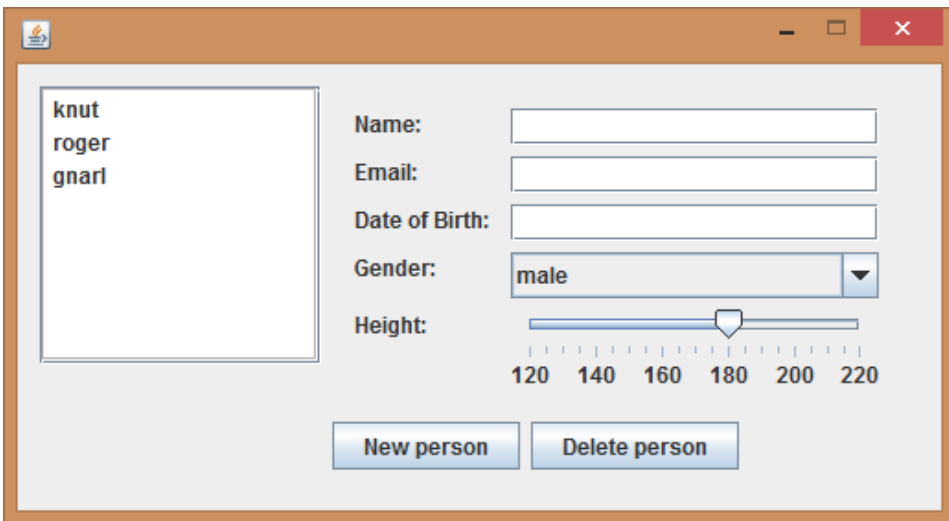 knut
roger
gnarl
Name:
Email:
Date of Birth:
Gender:
male
Height:
120 140 160 180 200 220
New person
Delete person